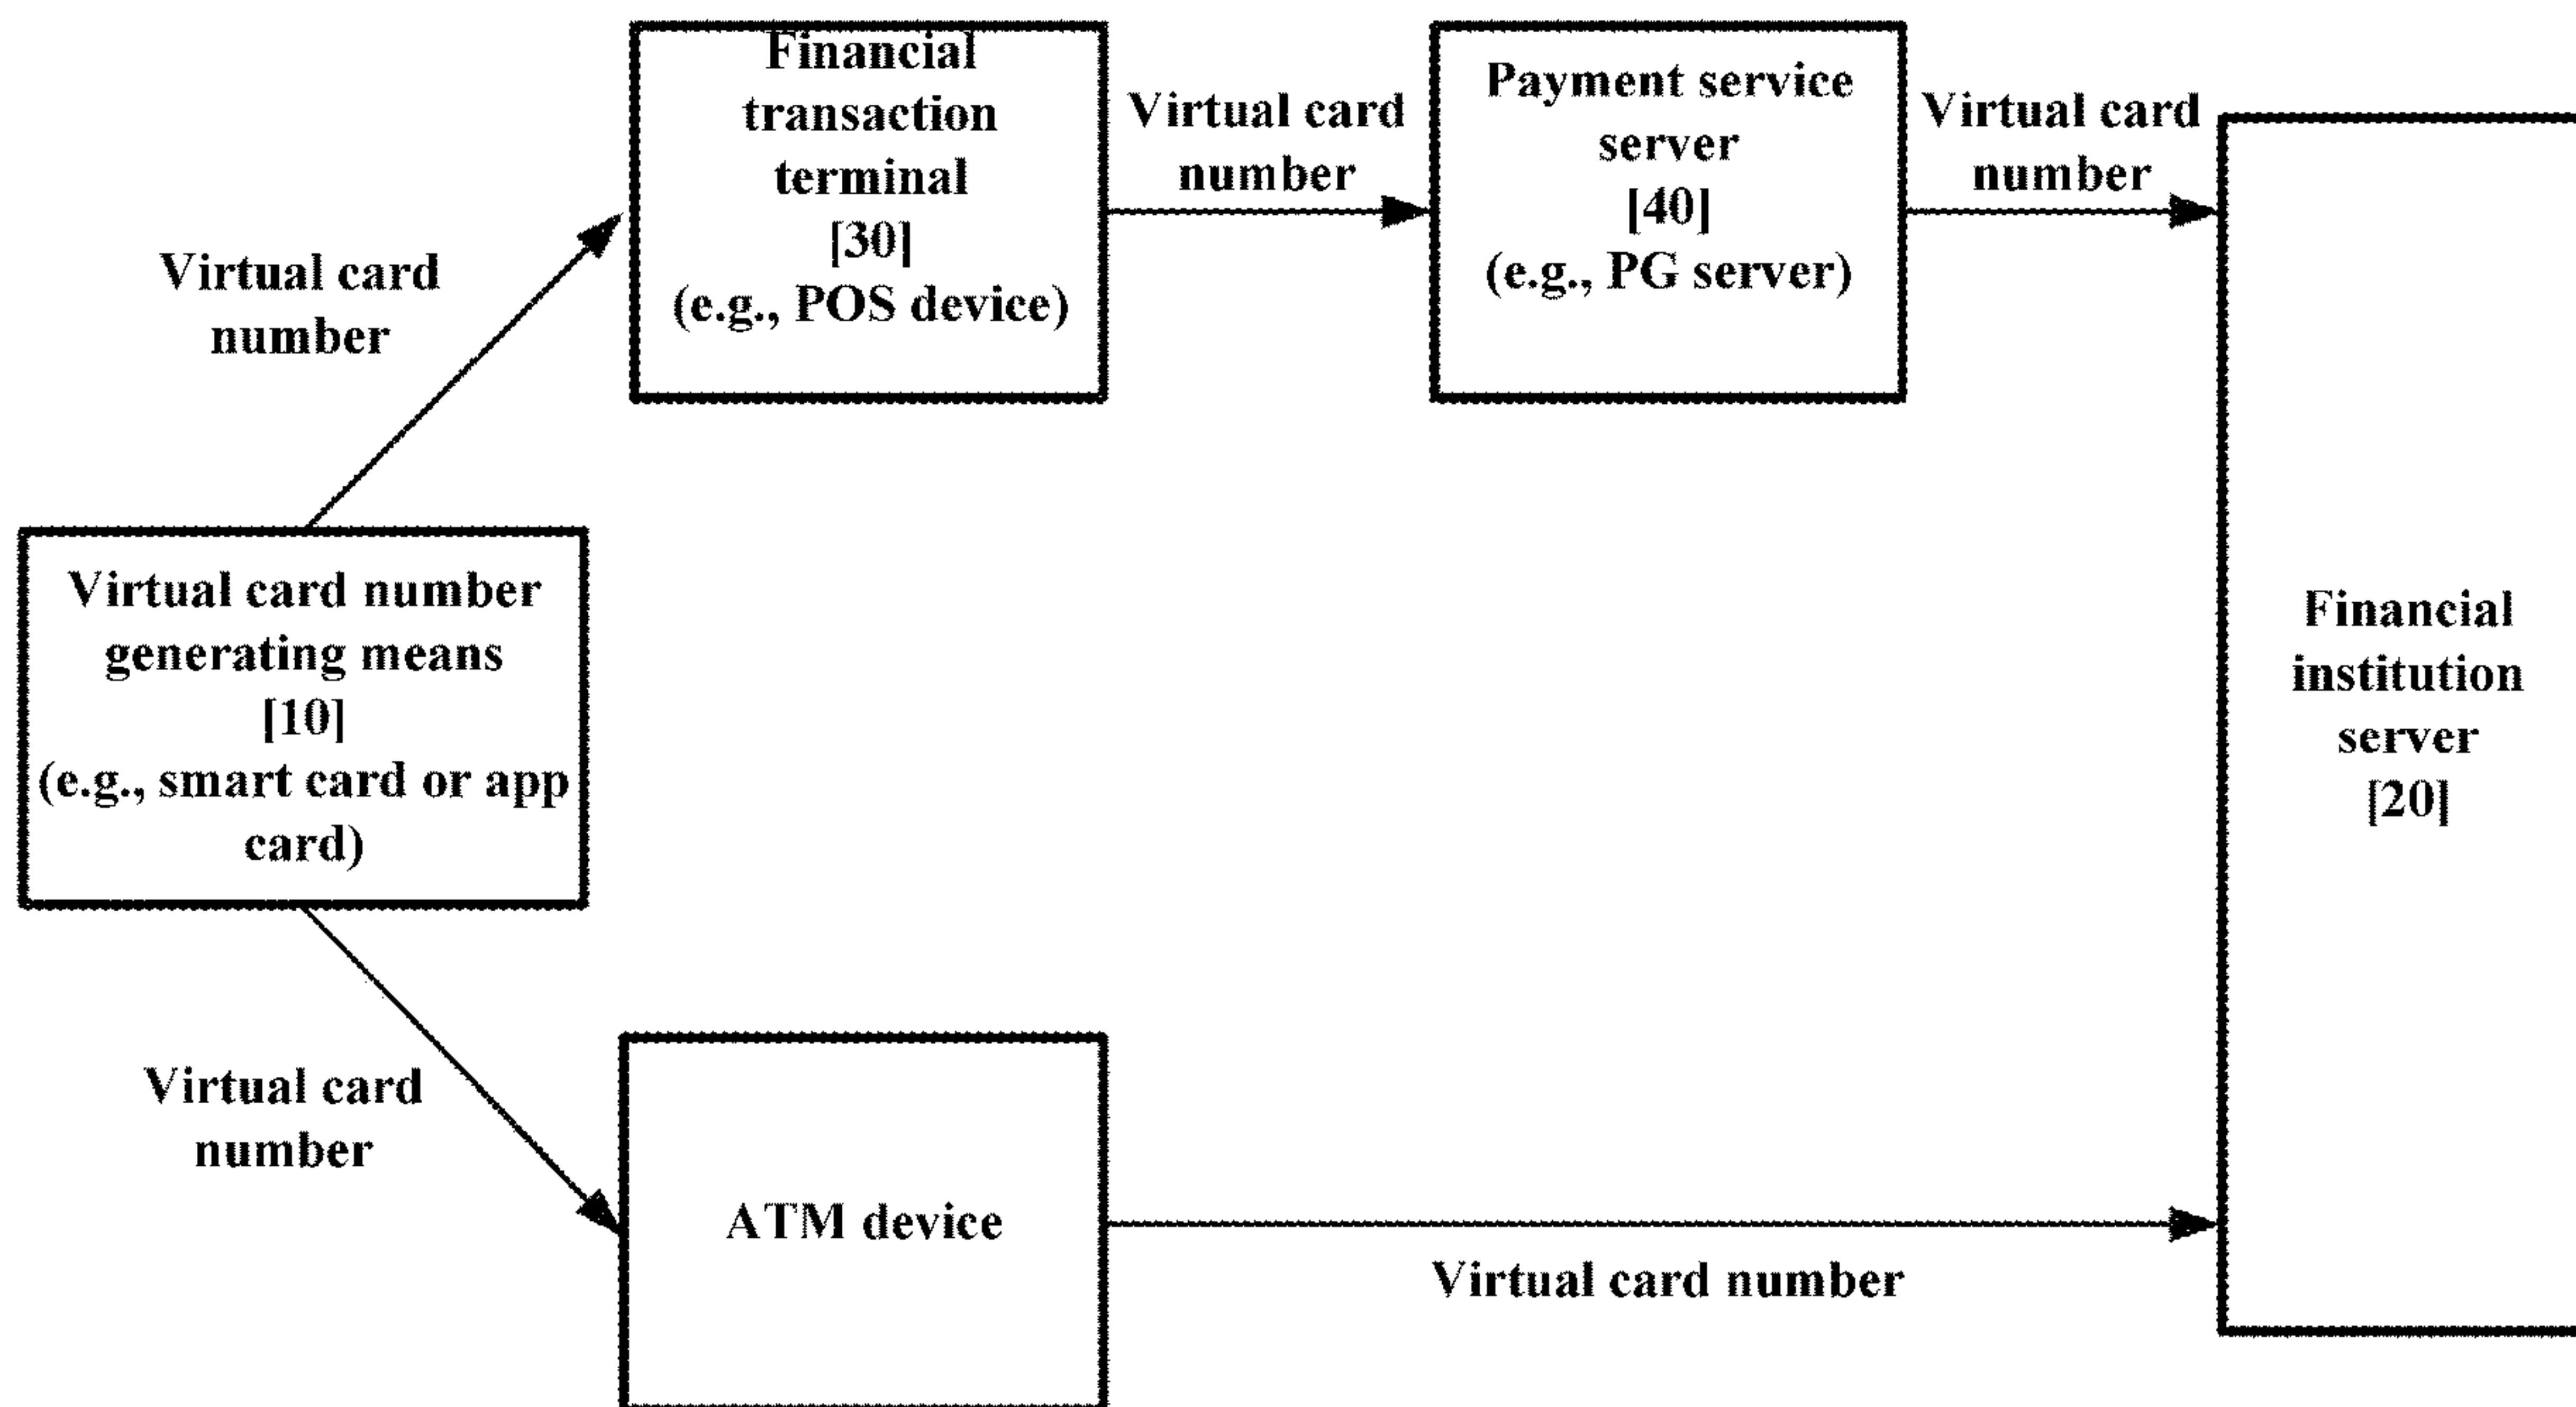 Financial
transaction
terminal
[30]
(e.g., POS device)
Virtual card
number
Payment service
server
[40]
(e.g., PG server)
Virtual card
number
Virtual card
number
Virtual card number
generating means
[10]
(e.g., smart card or app
card)
Financial
institution
server
[20]
Virtual card
number
ATM device
Virtual card number